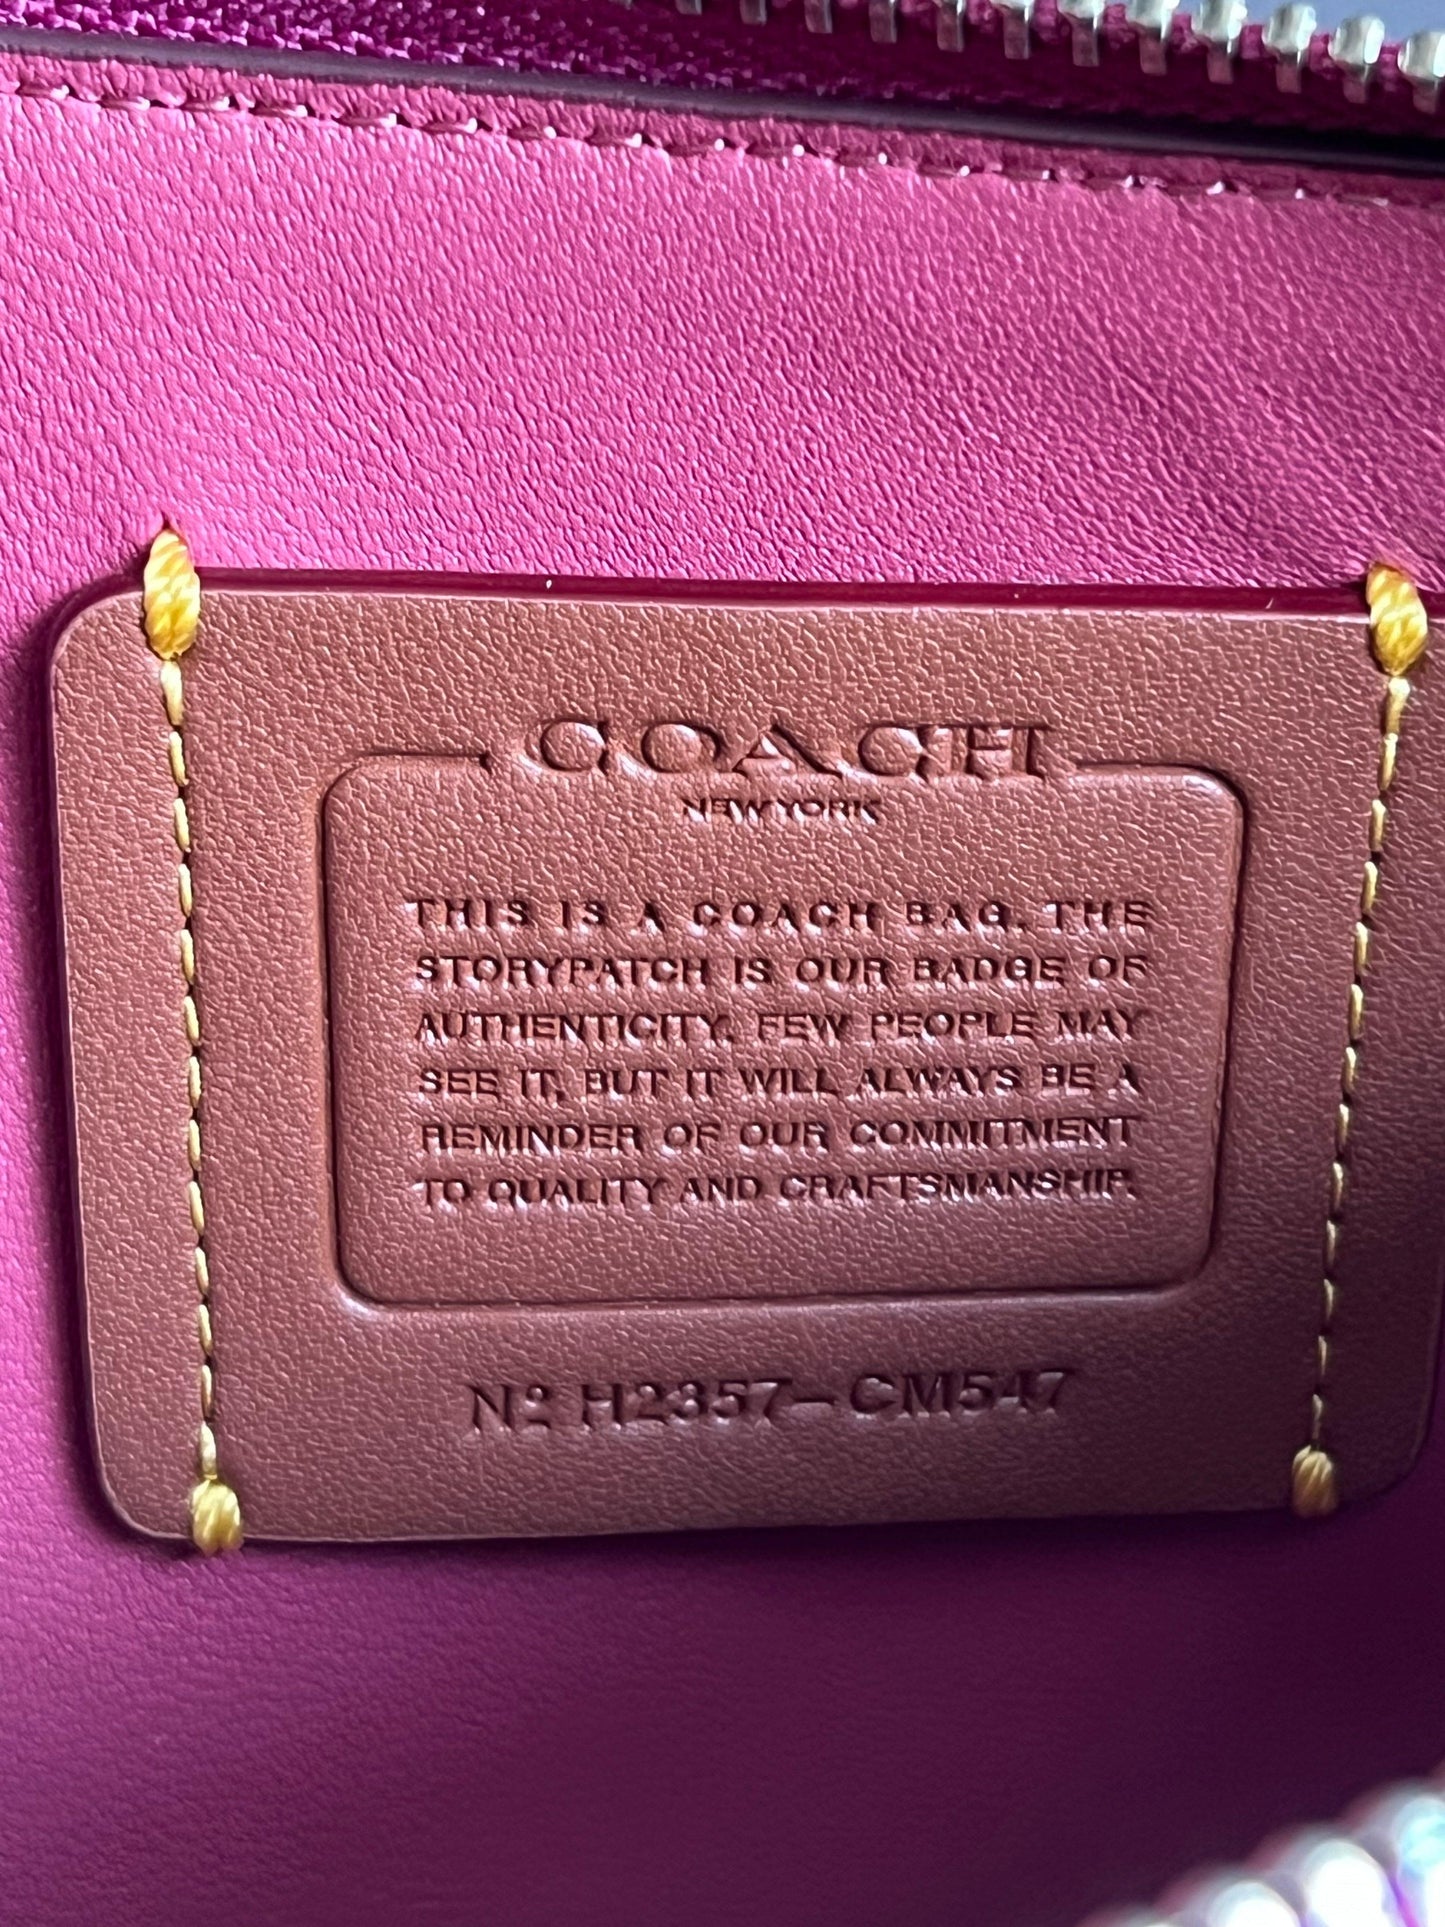 COACH
NEW YORK
THIS IS A COACH BAG. THE
STORYPATCH IS OUR BADGE OF
AUTHENTICITY. FEW PEOPLE MAY
SEE IT, BUT IT WILL ALWAYS BE A
REMINDER OF OUR COMMITMENT
TO QUALITY AND CRAFTSMANSHIP.
Nº H2357-CM547